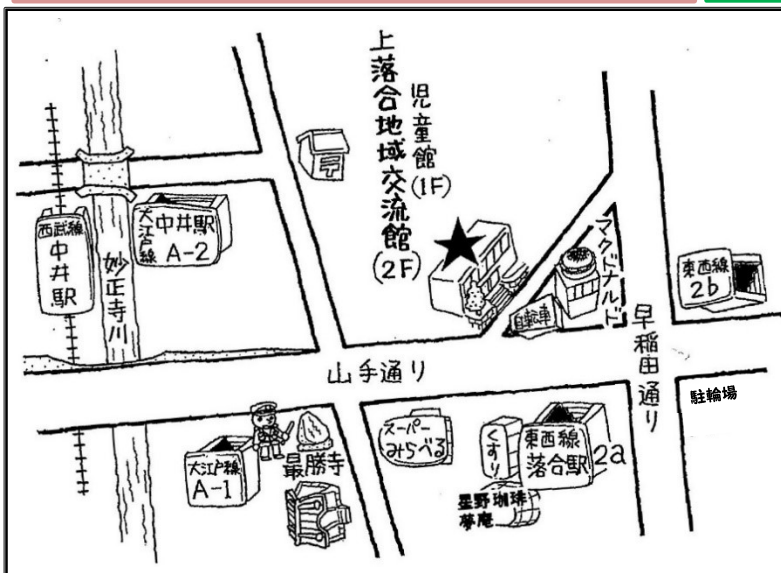 上落合地域交流館
(2F)
児童館
(1F)
〒
西武線
中井
駅
妙正寺川
大江戸線
中井駅
A-2
マクドナルド
自転車
東西線
2b
早稲田通り
山手通り
駐輪場
大江戸線
A-1
最勝寺
スーパー
みらべる
くすり
東西線
落合駅
2a
星野珈琲
夢庵